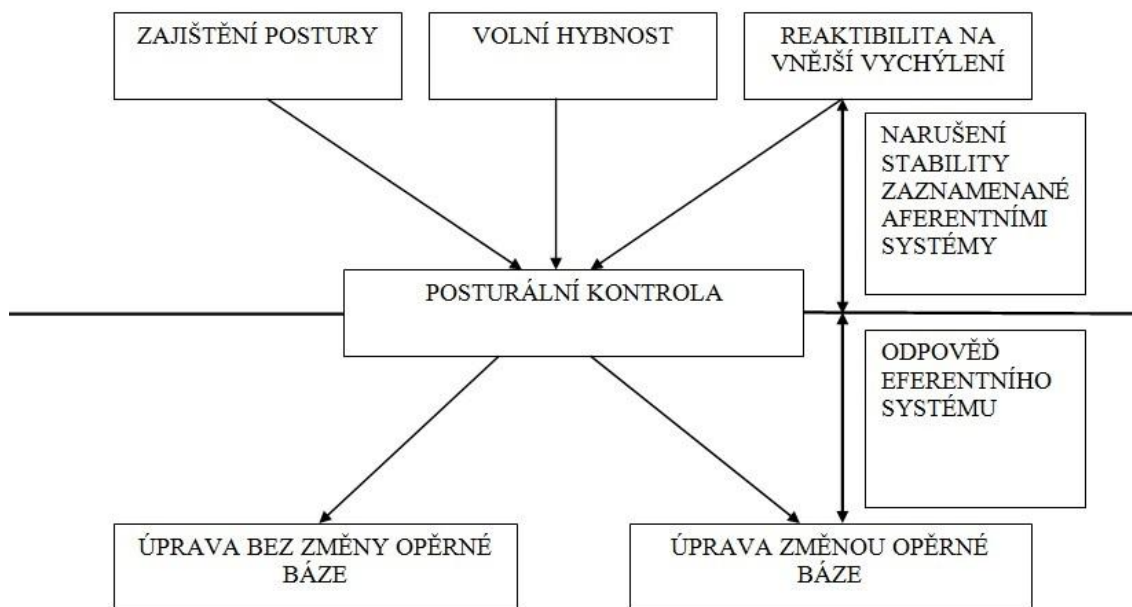 ZAJIŠTĚNÍ POSTURY
VOLNÍ HYBNOST
REAKTIBILITA NA
VNĚJŠÍ VYCHÝLENÍ
NARUŠENÍ
STABILITY
ZAZNAMENANÉ
AFERENTNÍMI
SYSTÉMY
POSTURÁLNÍ KONTROLA
ODPOVĚĎ
EFERENTNÍHO
SYSTÉMU
ÚPRAVA BEZ ZMĚNY OPĚRNÉ
BÁZE
ÚPRAVA ZMĚNOU OPĚRNÉ
BÁZE